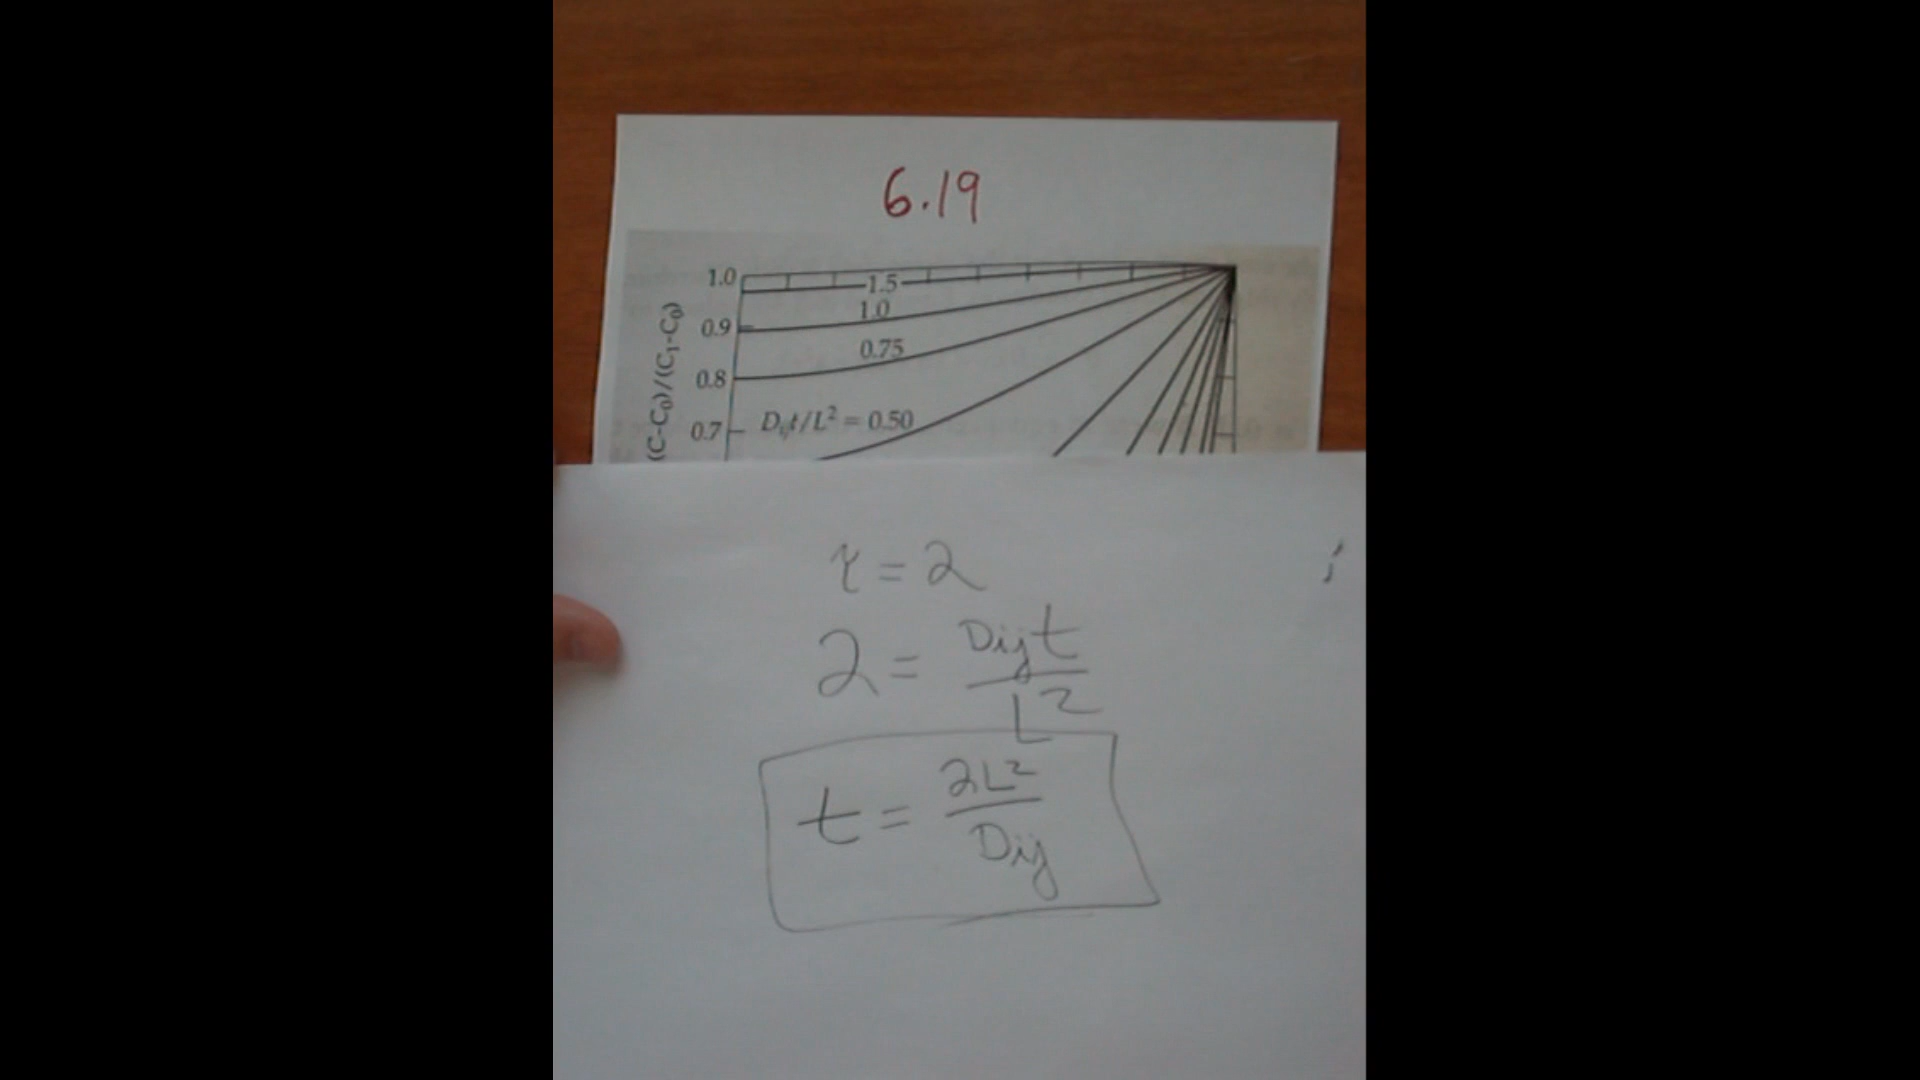 6.19
1.0
1.5
1.0
0.9
0.75
0.8
(C-C₀)/(C₁-C₀)
Dᵢⱼt/L² = 0.50
0.7
τ = 2
2 = Dijt / L²
t = 2L² / Dij